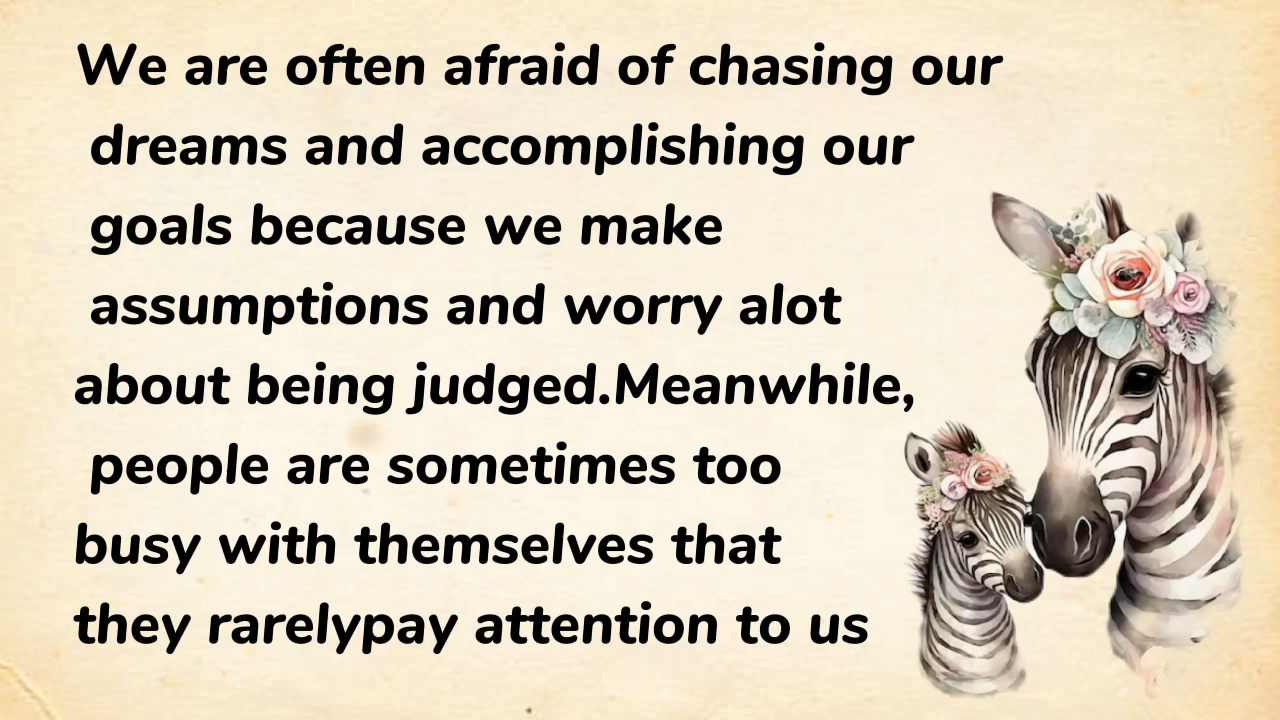 We are often afraid of chasing our
dreams and accomplishing our
goals because we make
assumptions and worry alot
about being judged.Meanwhile,
people are sometimes too
busy with themselves that
they rarelypay attention to us